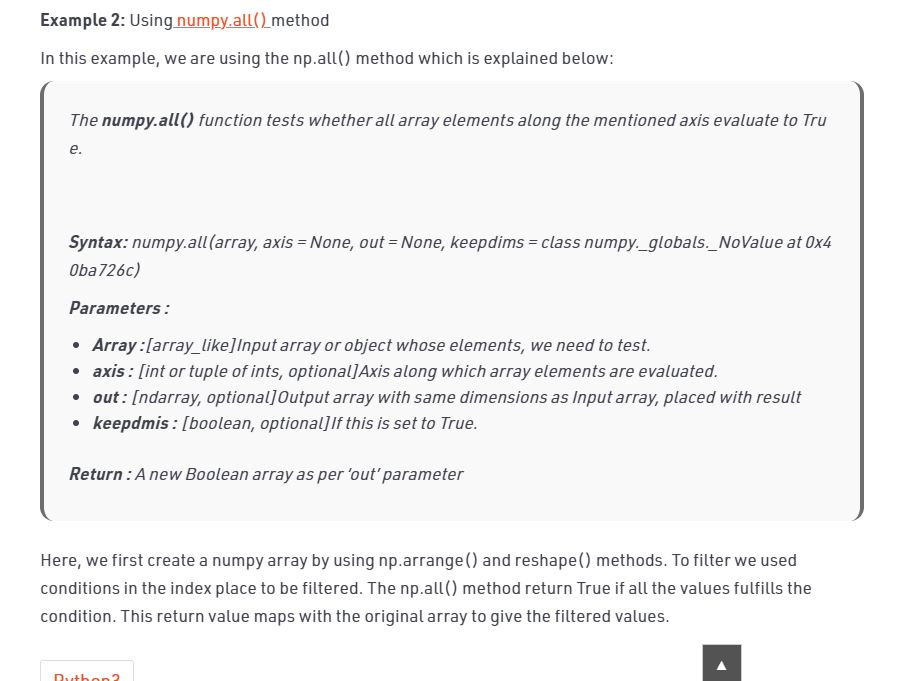 Example 2: Using numpy.all() method
In this example, we are using the np.all() method which is explained below:
The numpy.all() function tests whether all array elements along the mentioned axis evaluate to Tru
e.
Syntax: numpy.all(array, axis = None, out = None, keepdims = class numpy._globals._NoValue at 0x4
0ba726c)
Parameters :
• Array :[array_like]Input array or object whose elements, we need to test.
• axis : [int or tuple of ints, optional]Axis along which array elements are evaluated.
• out : [ndarray, optional]Output array with same dimensions as Input array, placed with result
• keepdmis : [boolean, optional]If this is set to True.
Return : A new Boolean array as per ‘out’ parameter
Here, we first create a numpy array by using np.arrange() and reshape() methods. To filter we used
conditions in the index place to be filtered. The np.all() method return True if all the values fulfills the
condition. This return value maps with the original array to give the filtered values.
Python3